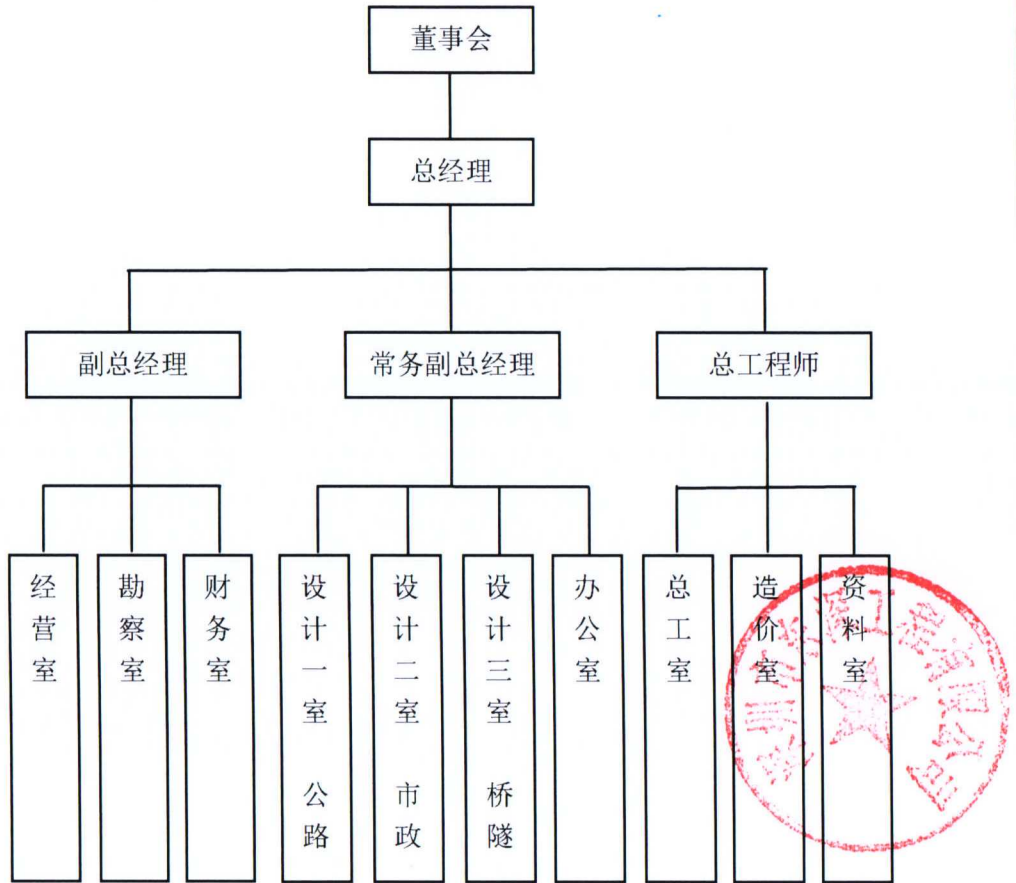 董事会
总经理
副总经理
常务副总经理
总工程师
经营室
勘察室
财务室
设计一室 公路
设计二室 市政
设计三室 桥隧
办公室
总工室
造价室
资料室